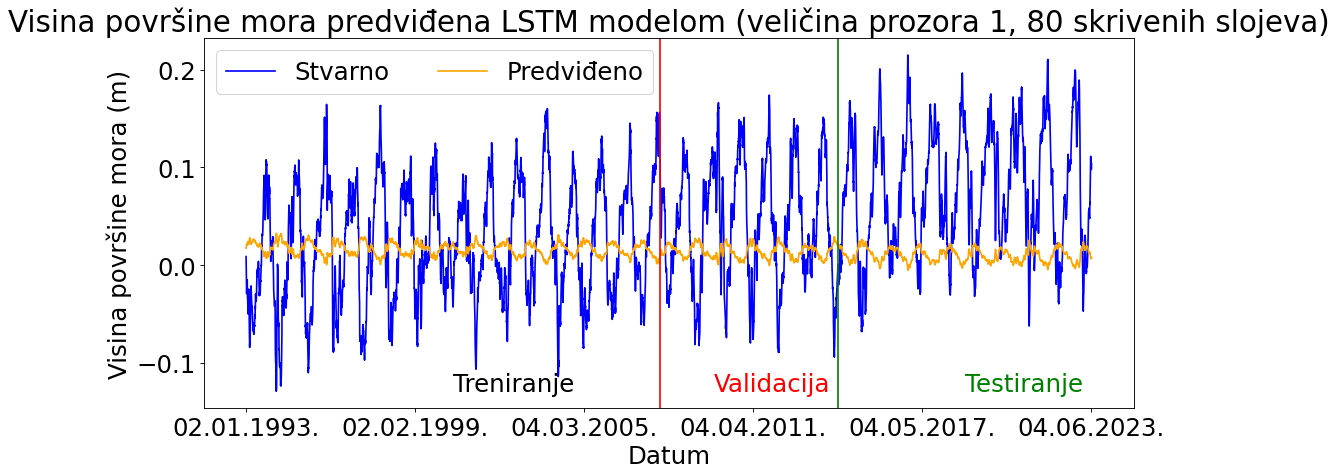 Visina površine mora predviđena LSTM modelom (veličina prozora 1, 80 skrivenih slojeva)
Stvarno
Predviđeno
Visina površine mora (m)
0.2
0.1
0.0
−0.1
Treniranje
Validacija
Testiranje
02.01.1993.
02.02.1999.
04.03.2005.
04.04.2011.
04.05.2017.
04.06.2023.
Datum